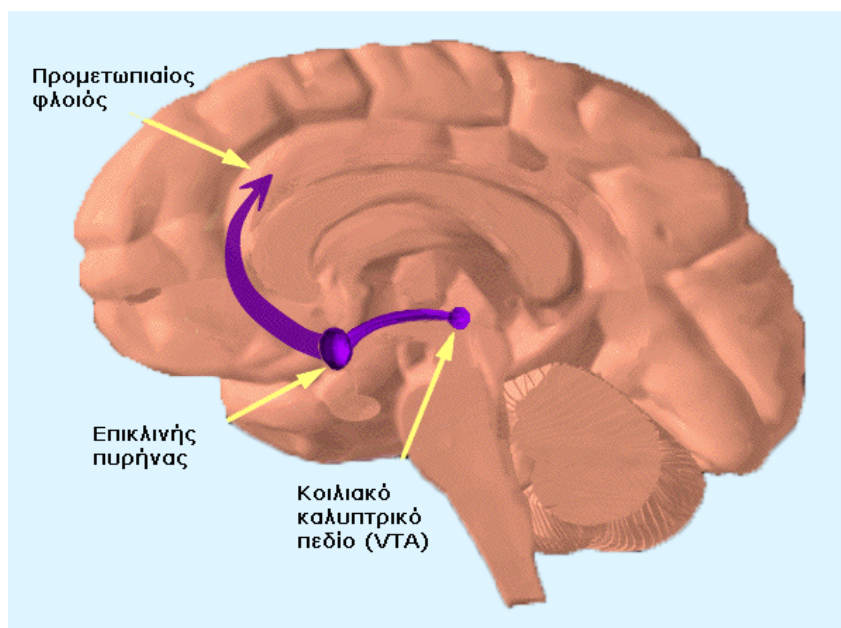 Προμετωπιαίος
φλοιός
Επικλινής
πυρήνας
Κοιλιακό
καλυπτρικό
πεδίο (VTA)